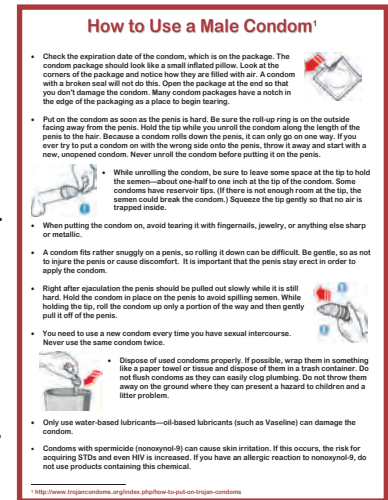 How to Use a Male Condom¹
• Check the expiration date of the condom, which is on the package. The
condom package should look like a small inflated pillow. Look at the
corners of the package and notice how they are filled with air. A condom
with a broken seal will not do this. Open the package at the end so that
you don't damage the condom. Many condom packages have a notch in
the edge of the packaging as a place to begin tearing.
• Put on the condom as soon as the penis is hard. Be sure the roll-up ring is on the outside
facing away from the penis. Hold the tip while you unroll the condom along the length of the
penis to the hair. Because a condom rolls down the penis, it can only go on one way. If you
ever try to put a condom on with the wrong side onto the penis, throw it away and start with a
new, unopened condom. Never unroll the condom before putting it on the penis.
• While unrolling the condom, be sure to leave some space at the tip to hold
the semen—about one-half to one inch at the tip of the condom. Some
condoms have reservoir tips. (If there is not enough room at the tip, the
semen could break the condom.) Squeeze the tip gently so that no air is
trapped inside.
• When putting the condom on, avoid tearing it with fingernails, jewelry, or anything else sharp
or metallic.
• A condom fits rather snuggly on a penis, so rolling it down can be difficult. Be gentle, so as not
to injure the penis or cause discomfort. It is important that the penis stay erect in order to
apply the condom.
• Right after ejaculation the penis should be pulled out slowly while it is still
hard. Hold the condom in place on the penis to avoid spilling semen. While
holding the tip, roll the condom up only a portion of the way and then gently
pull it off of the penis.
• You need to use a new condom every time you have sexual intercourse.
Never use the same condom twice.
• Dispose of used condoms properly. If possible, wrap them in something
like a paper towel or tissue and dispose of them in a trash container. Do
not flush condoms as they can easily clog plumbing. Do not throw them
away on the ground where they can present a hazard to children and a
litter problem.
• Only use water-based lubricants—oil-based lubricants (such as Vaseline) can damage the
condom.
• Condoms with spermicide (nonoxynol-9) can cause skin irritation. If this occurs, the risk for
acquiring STDs and even HIV is increased. If you have an allergic reaction to nonoxynol-9, do
not use products containing this chemical.
¹ http://www.trojancondoms.org/index.php/how-to-put-on-trojan-condoms